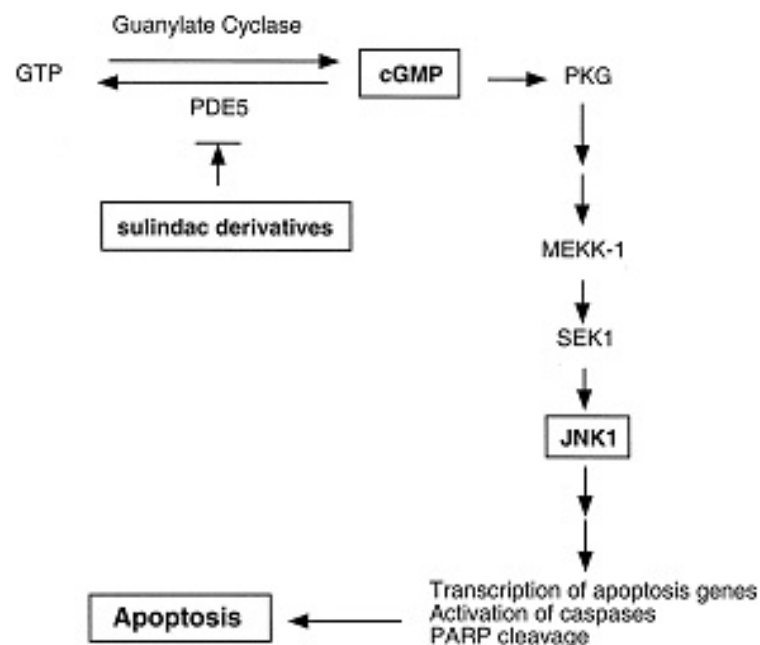 Guanylate Cyclase
GTP
cGMP
PKG
PDE5
sulindac derivatives
MEKK-1
SEK1
JNK1
Transcription of apoptosis genes
Activation of caspases
PARP cleavage
Apoptosis